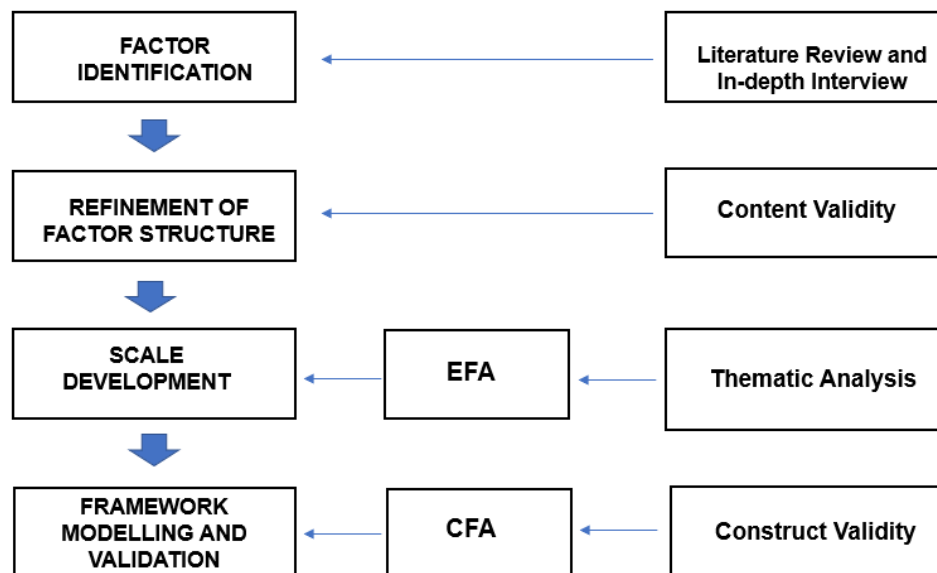 FACTOR
IDENTIFICATION
Literature Review and
In-depth Interview
REFINEMENT OF
FACTOR STRUCTURE
Content Validity
SCALE
DEVELOPMENT
EFA
Thematic Analysis
FRAMEWORK
MODELLING AND
VALIDATION
CFA
Construct Validity